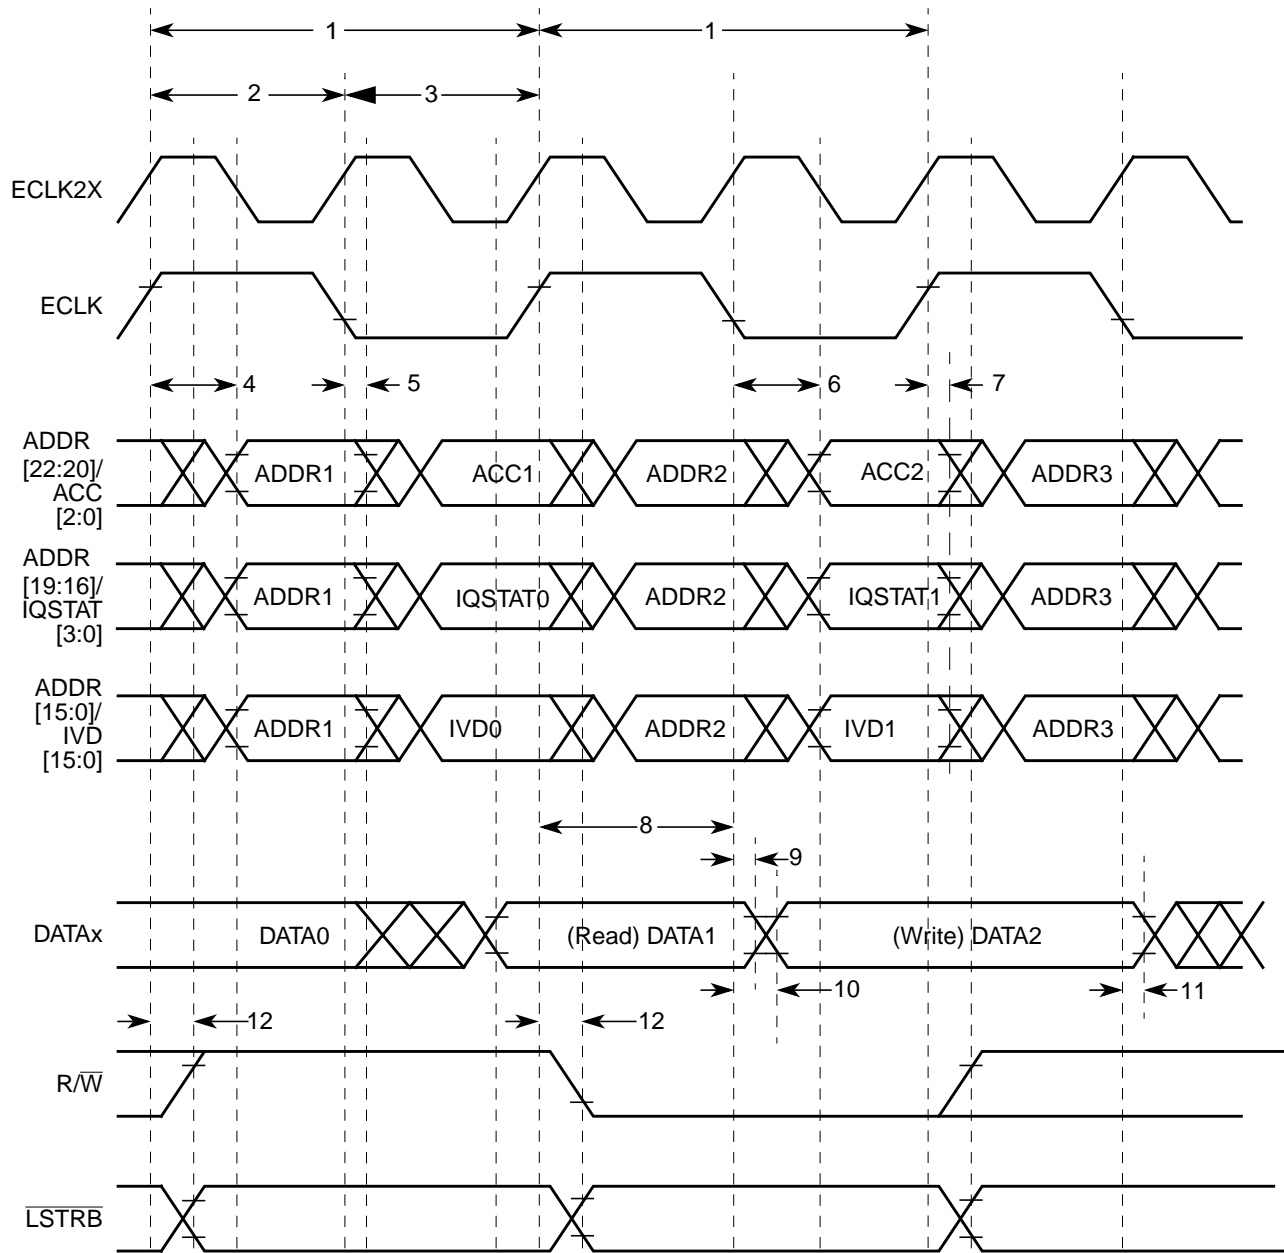 1 1
2 3
ECLK2X
ECLK
4 5 6 7
ADDR
[22:20]/
ACC
[2:0]
ADDR1 ACC1 ADDR2 ACC2 ADDR3
ADDR
[19:16]/
IQSTAT
[3:0]
ADDR1 IQSTAT0 ADDR2 IQSTAT1 ADDR3
ADDR
[15:0]/
IVD
[15:0]
ADDR1 IVD0 ADDR2 IVD1 ADDR3
8
9
DATAx DATA0 (Read) DATA1 (Write) DATA2
10 11
12 12
R/W̅
L̅S̅T̅R̅B̅